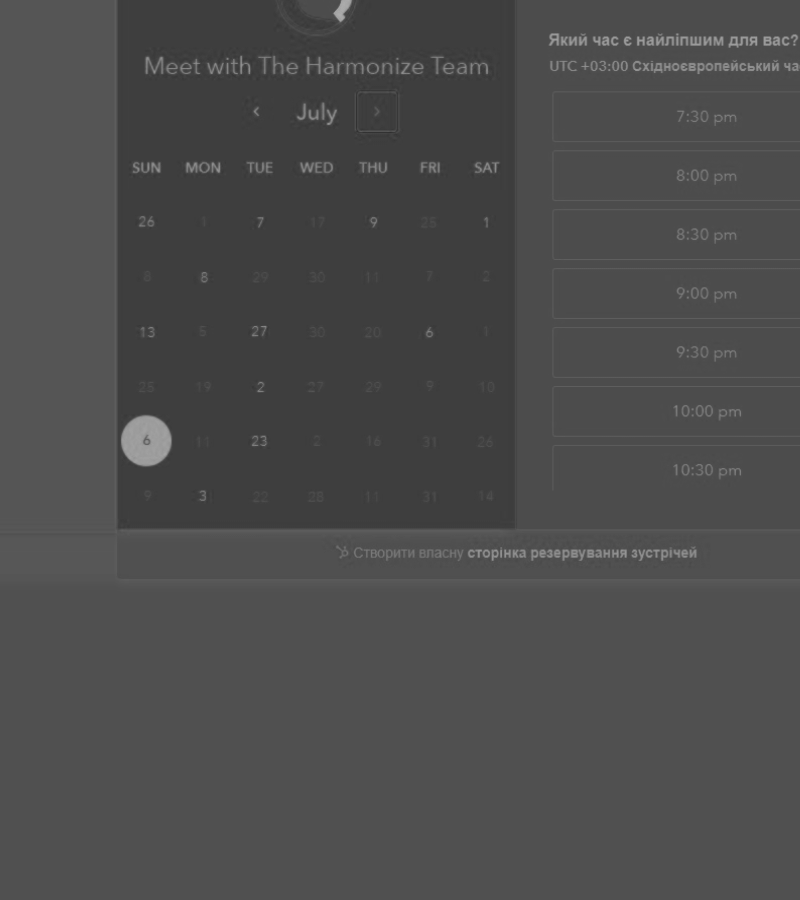 Meet with The Harmonize Team
July
SUN MON TUE WED THU FRI SAT
26 1 7 17 9 25 1
8 8 29 30 11 7 2
13 5 27 30 20 6 1
25 19 2 27 29 9 10
6 11 23 2 16 31 26
9 3 22 28 11 31 14
Який час є найліпшим для вас?
UTC +03:00 Східноєвропейський
7:30 pm
8:00 pm
8:30 pm
9:00 pm
9:30 pm
10:00 pm
10:30 pm
Створити власну сторінка резервування зустрічей